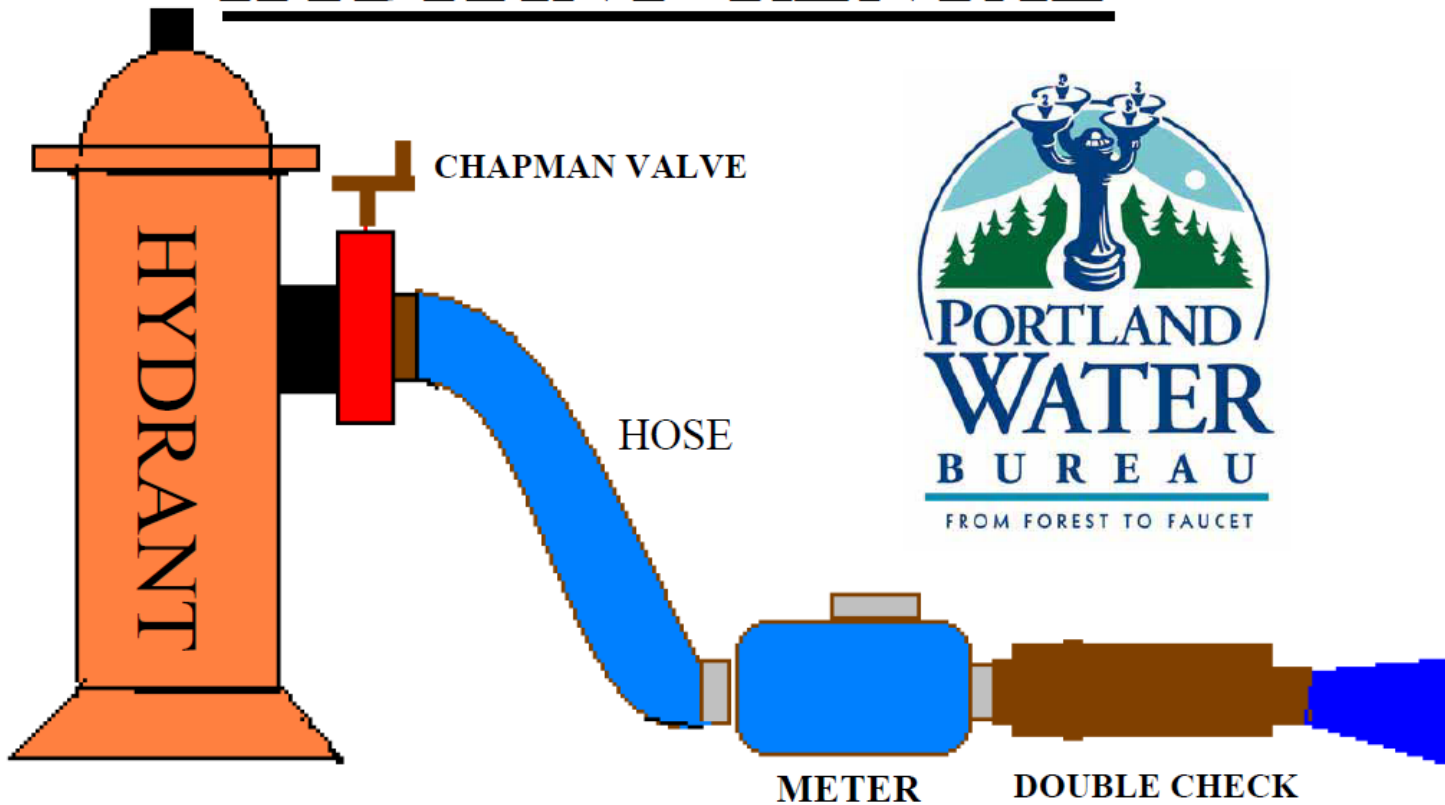 CHAPMAN VALVE
HYDRANT
HOSE
PORTLAND
WATER
BUREAU
FROM FOREST TO FAUCET
METER
DOUBLE CHECK